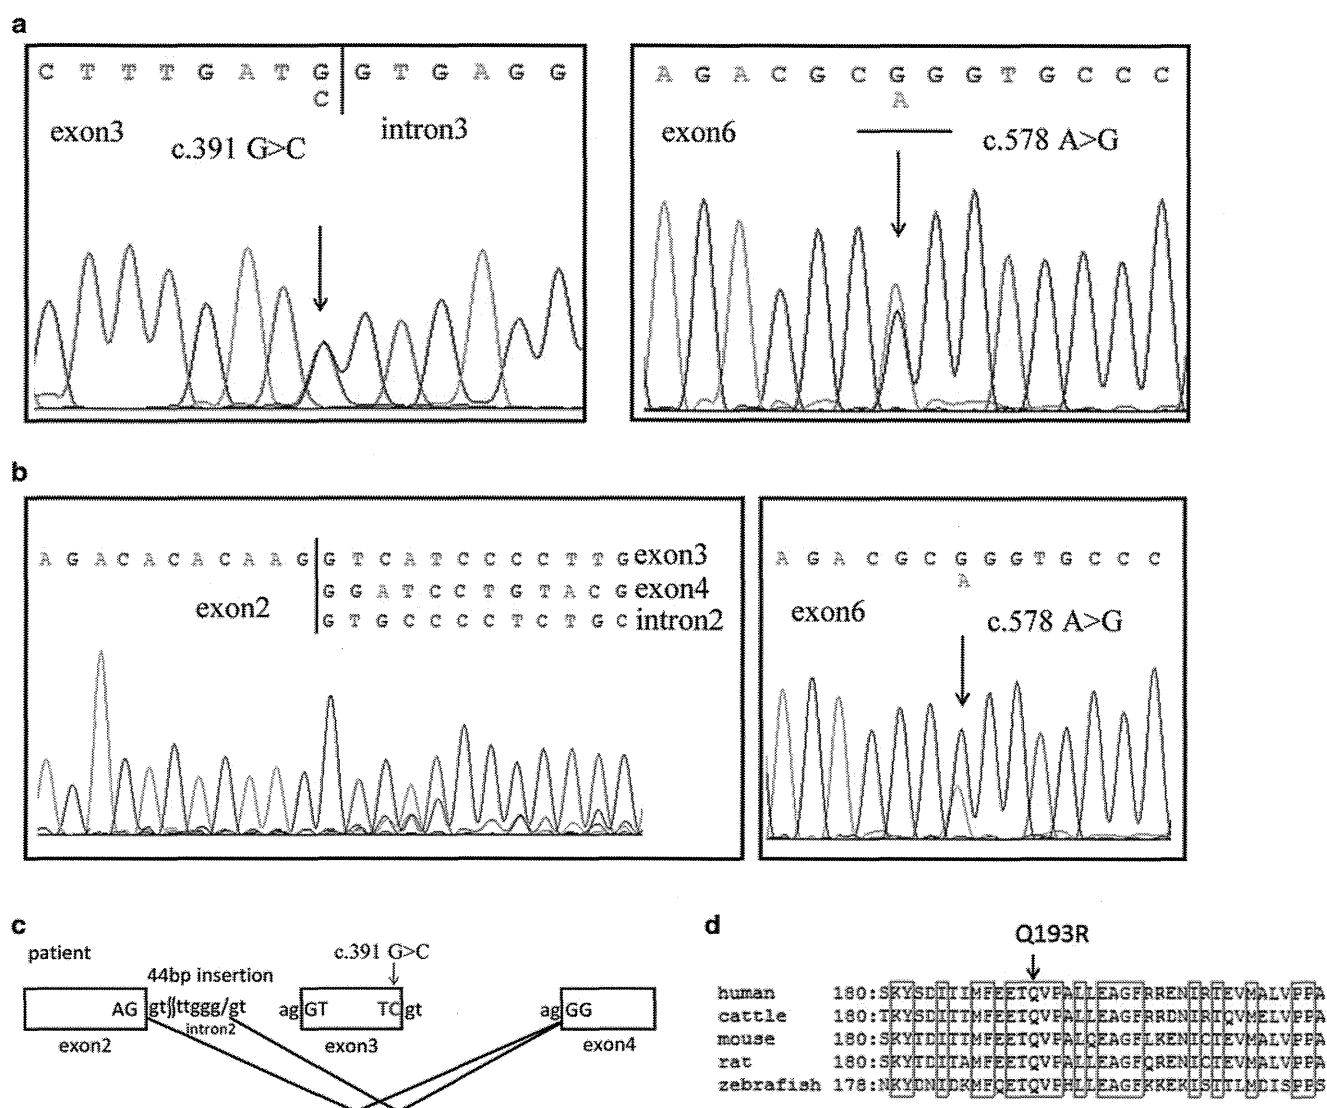 a
C T T T G A T G G T G A G G
C
exon3
c.391 G>C
intron3
A G A C G C G G G T G C C C
A
exon6
c.578 A>G
b
A G A C A C A C A A G G T C A T C C C C T T G exon3
G G A T C C T G T A C G exon4
G T G C C C C T C T G C intron2
exon2
A G A C G C G G G T G C C C
A
exon6
c.578 A>G
c
patient
c.391 G>C
44bp insertion
AG gt ttggg/gt ag GT TC gt ag GG
intron2
exon2 exon3 exon4
d
Q193R
human 180:SKYSDITIMFEETQVPALLEAGFRRENIRTEVMALVPPA
cattle 180:TKYSDITIMFEETQVPALLEAGFRRDNIRTQVMELVPPA
mouse 180:SKYTDITIMFEETQVPALQEAGFLKENICTEVMALVPPA
rat 180:SKYTDITAMFEETQVPALLEAGFQRENICTEVMALVPPA
zebrafish 178:NKYDNIDKMFQETQVPHLLEAGFKKEKISTTLMDISPPS